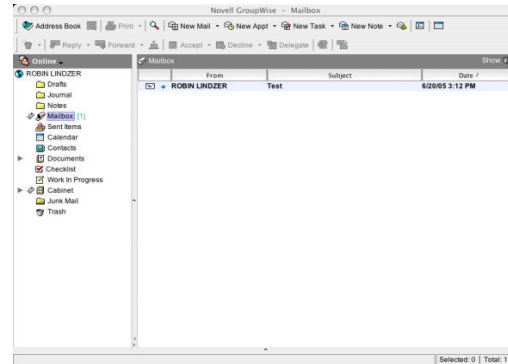 Novell GroupWise - Mailbox
Address Book Print New Mail New Appt New Task New Note
Reply Forward Accept Decline Delegate
Online Mailbox Show
ROBIN LINDZER
From Subject Date
ROBIN LINDZER Test 6/20/05 3:12 PM
Drafts
Journal
Notes
Mailbox [1]
Sent Items
Calendar
Contacts
Documents
Checklist
Work In Progress
Cabinet
Junk Mail
Trash
Selected: 0 Total: 1